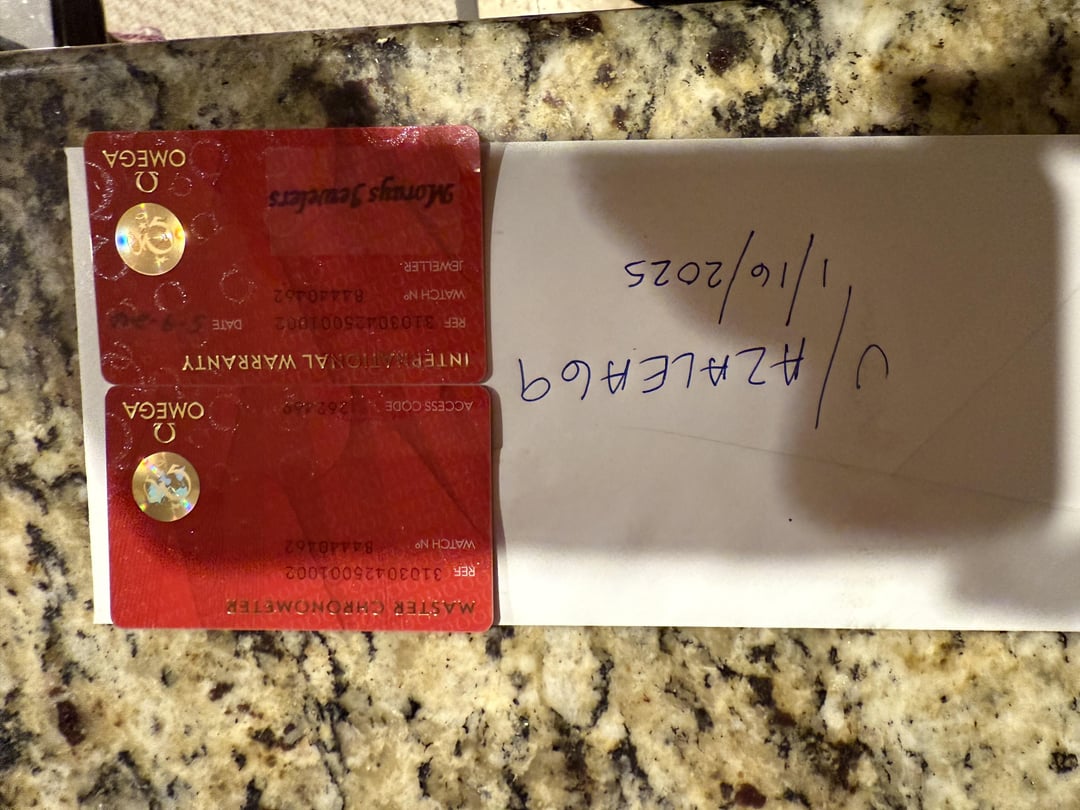 U/AZALEA69
1/16/2025
MASTER CHRONOMETER
REF 31030425001002
WATCH Nº 84440462
ACCESS CODE
Ω
OMEGA
INTERNATIONAL WARRANTY
REF 31030425001002 DATE
WATCH Nº 84440462
JEWELLER
Morays Jewelers
Ω
OMEGA